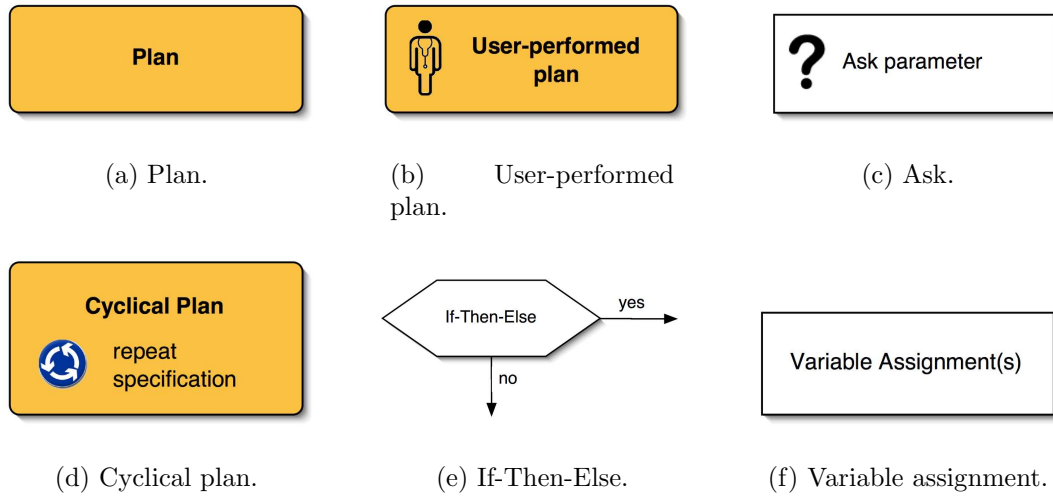 Plan
User-performed
plan
? Ask parameter
(a) Plan.
(b) User-performed
plan.
(c) Ask.
Cyclical Plan
repeat
specification
If-Then-Else
yes
no
Variable Assignment(s)
(d) Cyclical plan.
(e) If-Then-Else.
(f) Variable assignment.